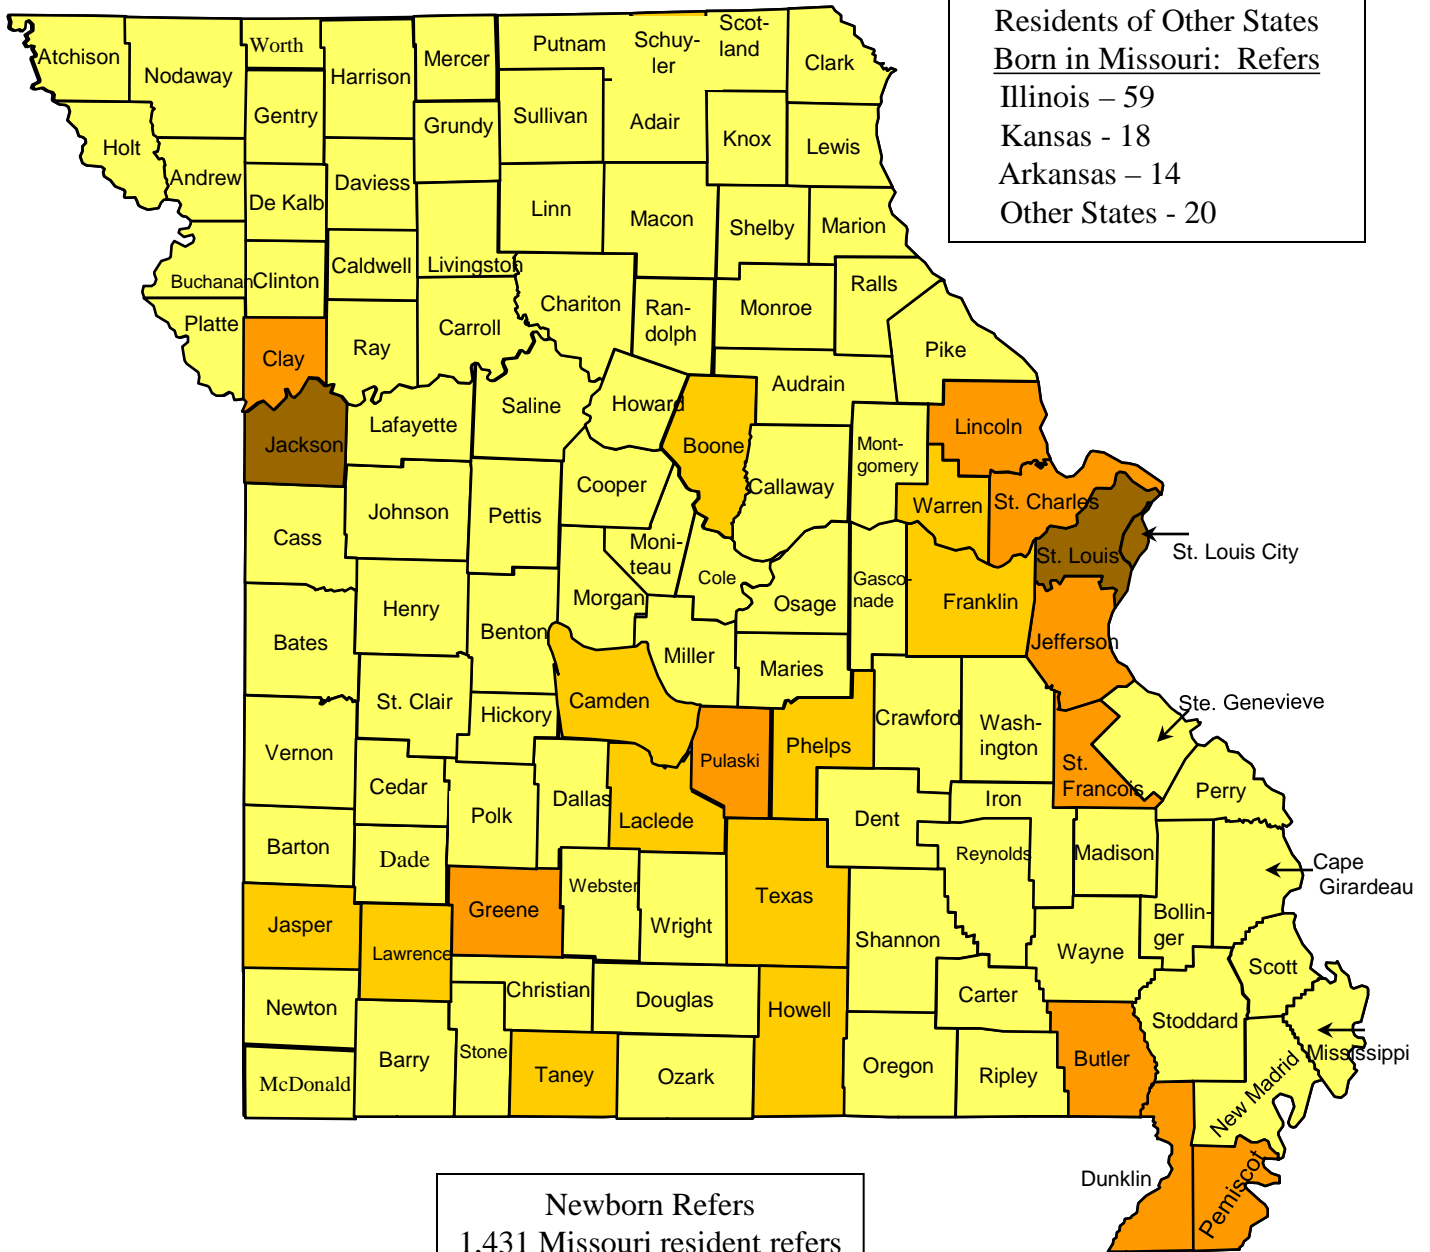 Residents of Other States
Born in Missouri: Refers
Illinois – 59
Kansas - 18
Arkansas – 14
Other States - 20
Atchison
Nodaway
Worth
Harrison
Mercer
Putnam
Schuy-
ler
Scot-
land
Clark
Holt
Gentry
Grundy
Sullivan
Adair
Knox
Lewis
Andrew
De Kalb
Daviess
Linn
Macon
Shelby
Marion
Buchanan
Clinton
Caldwell
Livingston
Chariton
Ran-
dolph
Monroe
Ralls
Platte
Clay
Ray
Carroll
Pike
Audrain
Jackson
Lafayette
Saline
Howard
Boone
Callaway
Mont-
gomery
Lincoln
Warren
St. Charles
St. Louis
St. Louis City
Cass
Johnson
Pettis
Cooper
Moni-
teau
Cole
Morgan
Osage
Gasco-
nade
Franklin
Jefferson
Bates
Henry
Benton
Miller
Maries
St. Clair
Hickory
Camden
Pulaski
Phelps
Crawford
Wash-
ington
St.
Francois
Ste. Genevieve
Perry
Vernon
Cedar
Polk
Dallas
Laclede
Dent
Iron
Reynolds
Madison
Cape
Girardeau
Barton
Dade
Greene
Webster
Wright
Texas
Shannon
Wayne
Bollin-
ger
Scott
Jasper
Lawrence
Newton
Christian
Douglas
Howell
Carter
Stoddard
Mississippi
McDonald
Barry
Stone
Taney
Ozark
Oregon
Ripley
Butler
New Madrid
Dunklin
Pemiscot
Newborn Refers
1,431 Missouri resident refers